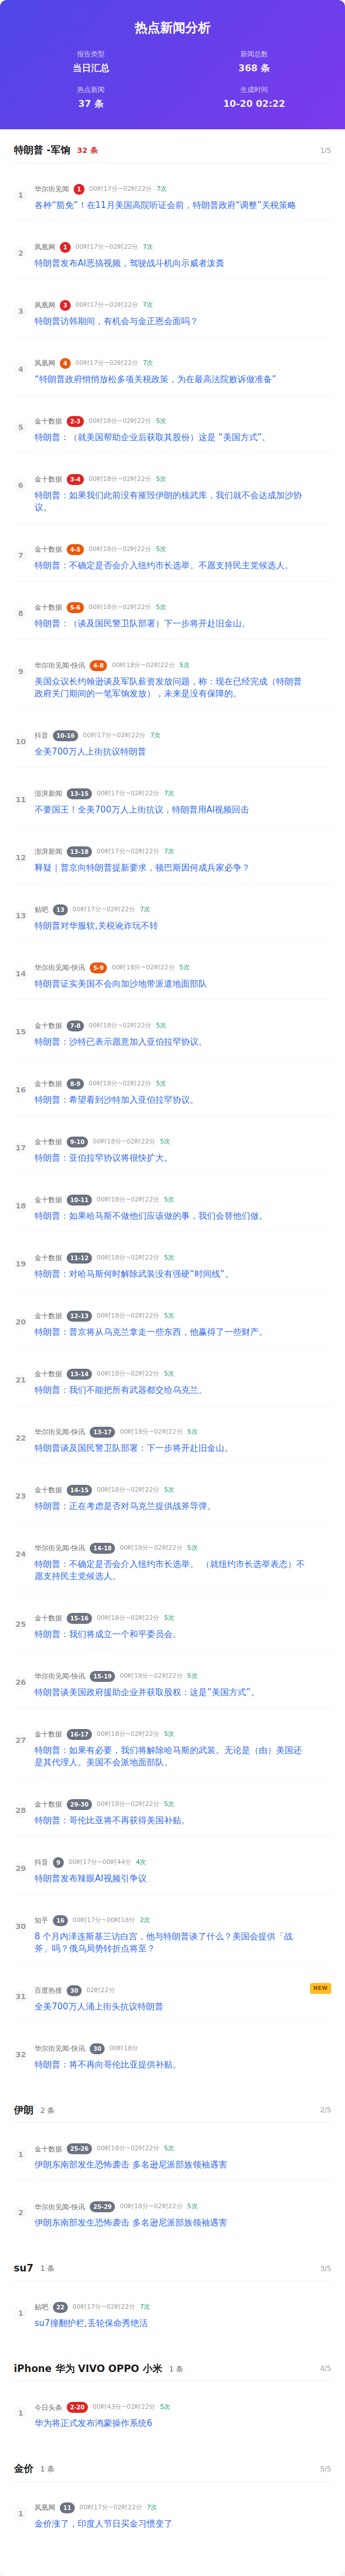 热点新闻分析
报告类型
新闻总数
当日汇总
368 条
热点新闻
生成时间
37 条
10-20 02:22
特朗普 -军饷 32 条 1/5
1
华尔街见闻 1 00时17分~02时22分 7次
各种“豁免”！在11月美国高院听证会前，特朗普政府“调整”关税策略
2
凤凰网 1 00时17分~02时22分 7次
特朗普发布AI恶搞视频，驾驶战斗机向示威者泼粪
3
凤凰网 3 00时17分~02时22分 7次
特朗普访韩期间，有机会与金正恩会面吗？
4
凤凰网 4 00时17分~02时22分 7次
“特朗普政府悄悄放松多项关税政策，为在最高法院败诉做准备”
5
金十数据 2-3 00时18分~02时22分 5次
特朗普：（就美国帮助企业后获取其股份）这是 “美国方式”。
6
金十数据 3-4 00时18分~02时22分 5次
特朗普：如果我们此前没有摧毁伊朗的核武库，我们就不会达成加沙协
议。
7
金十数据 4-5 00时18分~02时22分 5次
特朗普：不确定是否会介入纽约市长选举。不愿支持民主党候选人。
8
金十数据 5-6 00时18分~02时22分 5次
特朗普：（谈及国民警卫队部署）下一步将开赴旧金山。
9
华尔街见闻-快讯 4-8 00时18分~02时22分 5次
美国众议长约翰逊谈及军队薪资发放问题，称：现在已经完成（特朗普
政府关门期间的一笔军饷发放），未来是没有保障的。
10
抖音 10-16 00时17分~02时22分 7次
全美700万人上街抗议特朗普
11
澎湃新闻 13-15 00时17分~02时22分 7次
不要国王！全美700万人上街抗议，特朗普用AI视频回击
12
澎湃新闻 13-18 00时17分~02时22分 7次
释疑｜普京向特朗普提新要求，顿巴斯因何成兵家必争？
13
贴吧 13 00时17分~02时22分 7次
特朗普对华服软,关税讹诈玩不转
14
华尔街见闻-快讯 5-9 00时18分~02时22分 5次
特朗普证实美国不会向加沙地带派遣地面部队
15
金十数据 7-8 00时18分~02时22分 5次
特朗普：沙特已表示愿意加入亚伯拉罕协议。
16
金十数据 8-9 00时18分~02时22分 5次
特朗普：希望看到沙特加入亚伯拉罕协议。
17
金十数据 9-10 00时18分~02时22分 5次
特朗普：亚伯拉罕协议将很快扩大。
18
金十数据 10-11 00时18分~02时22分 5次
特朗普：如果哈马斯不做他们应该做的事，我们会替他们做。
19
金十数据 11-12 00时18分~02时22分 5次
特朗普：对哈马斯何时解除武装没有强硬“时间线”。
20
金十数据 12-13 00时18分~02时22分 5次
特朗普：普京将从乌克兰拿走一些东西，他赢得了一些财产。
21
金十数据 13-14 00时18分~02时22分 5次
特朗普：我们不能把所有武器都交给乌克兰。
22
华尔街见闻-快讯 13-17 00时18分~02时22分 5次
特朗普谈及国民警卫队部署：下一步将开赴旧金山。
23
金十数据 14-15 00时18分~02时22分 5次
特朗普：正在考虑是否对乌克兰提供战斧导弹。
24
华尔街见闻-快讯 14-18 00时18分~02时22分 5次
特朗普：不确定是否会介入纽约市长选举。 （就纽约市长选举表态）不
愿支持民主党候选人。
25
金十数据 15-16 00时18分~02时22分 5次
特朗普：我们将成立一个和平委员会。
26
华尔街见闻-快讯 15-19 00时18分~02时22分 5次
特朗普谈美国政府援助企业并获取股权：这是“美国方式”。
27
金十数据 16-17 00时18分~02时22分 5次
特朗普：如果有必要，我们将解除哈马斯的武装。无论是（由）美国还
是其代理人。美国不会派地面部队。
28
金十数据 29-30 00时18分~02时22分 5次
特朗普：哥伦比亚将不再获得美国补贴。
29
抖音 9 00时17分~00时44分 4次
特朗普发布辣眼AI视频引争议
30
知乎 16 00时17分~00时18分 2次
8 个月内泽连斯基三访白宫，他与特朗普谈了什么？美国会提供「战
斧」吗？俄乌局势转折点将至？
31
百度热搜 30 02时22分 NEW
全美700万人涌上街头抗议特朗普
32
华尔街见闻-快讯 30 00时18分
特朗普：将不再向哥伦比亚提供补贴。
伊朗 2 条 2/5
1
金十数据 25-26 00时18分~02时22分 5次
伊朗东南部发生恐怖袭击 多名逊尼派部族领袖遇害
2
华尔街见闻-快讯 25-29 00时18分~02时22分 5次
伊朗东南部发生恐怖袭击 多名逊尼派部族领袖遇害
su7 1 条 3/5
1
贴吧 22 00时17分~02时22分 7次
su7撞翻护栏,丢轮保命秀绝活
iPhone 华为 VIVO OPPO 小米 1 条 4/5
1
今日头条 2-20 00时43分~02时22分 5次
华为将正式发布鸿蒙操作系统6
金价 1 条 5/5
1
凤凰网 11 00时17分~02时22分 7次
金价涨了，印度人节日买金习惯变了